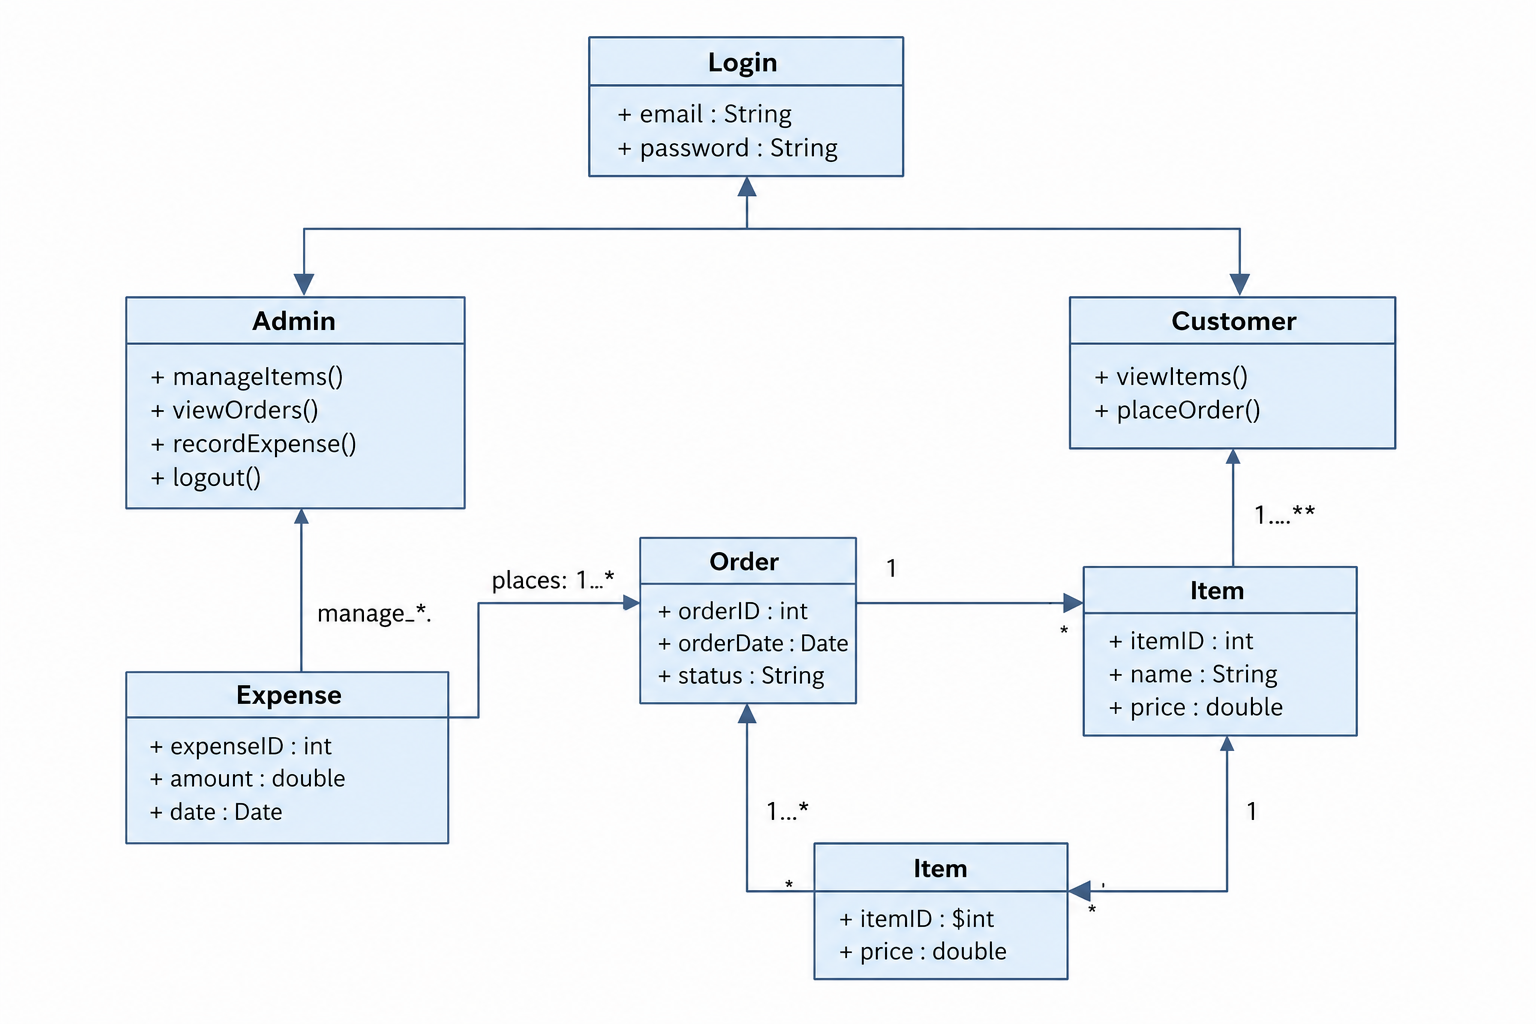 Login
+ email : String
+ password : String
Admin
+ manageItems()
+ viewOrders()
+ recordExpense()
+ logout()
Customer
+ viewItems()
+ placeOrder()
1....**
manage_*.
places: 1...*
Order
+ orderID : int
+ orderDate : Date
+ status : String
1
*
Item
+ itemID : int
+ name : String
+ price : double
Expense
+ expenseID : int
+ amount : double
+ date : Date
1...*
*
1
'
*
Item
+ itemID : $int
+ price : double